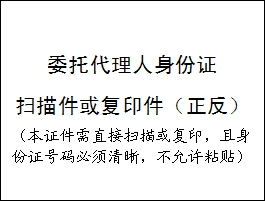 委托代理人身份证
扫描件或复印件（正反）
（本证件需直接扫描或复印，且身
份证号码必须清晰，不允许粘贴）